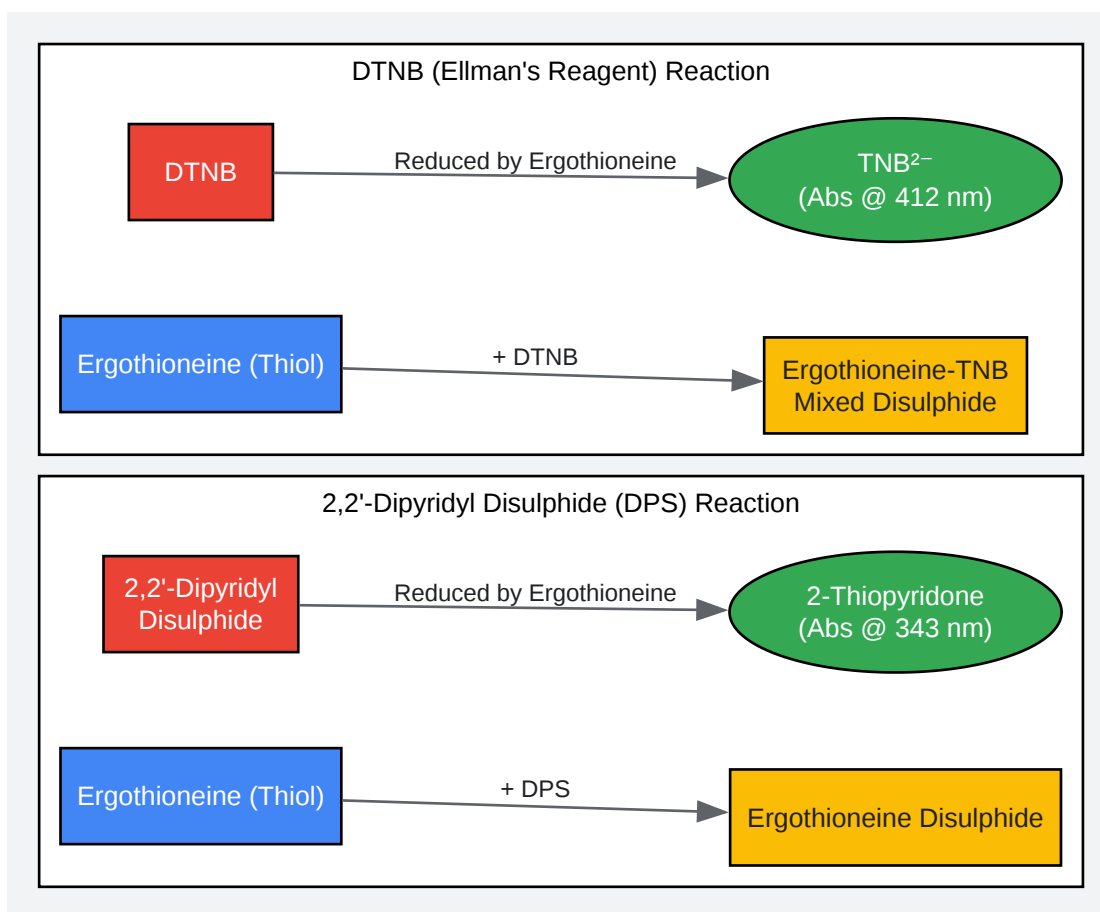 DTNB (Ellman's Reagent) Reaction
DTNB
Reduced by Ergothioneine
TNB²⁻
(Abs @ 412 nm)
Ergothioneine (Thiol)
+ DTNB
Ergothioneine-TNB
Mixed Disulphide
2,2'-Dipyridyl Disulphide (DPS) Reaction
2,2'-Dipyridyl
Disulphide
Reduced by Ergothioneine
2-Thiopyridone
(Abs @ 343 nm)
Ergothioneine (Thiol)
+ DPS
Ergothioneine Disulphide